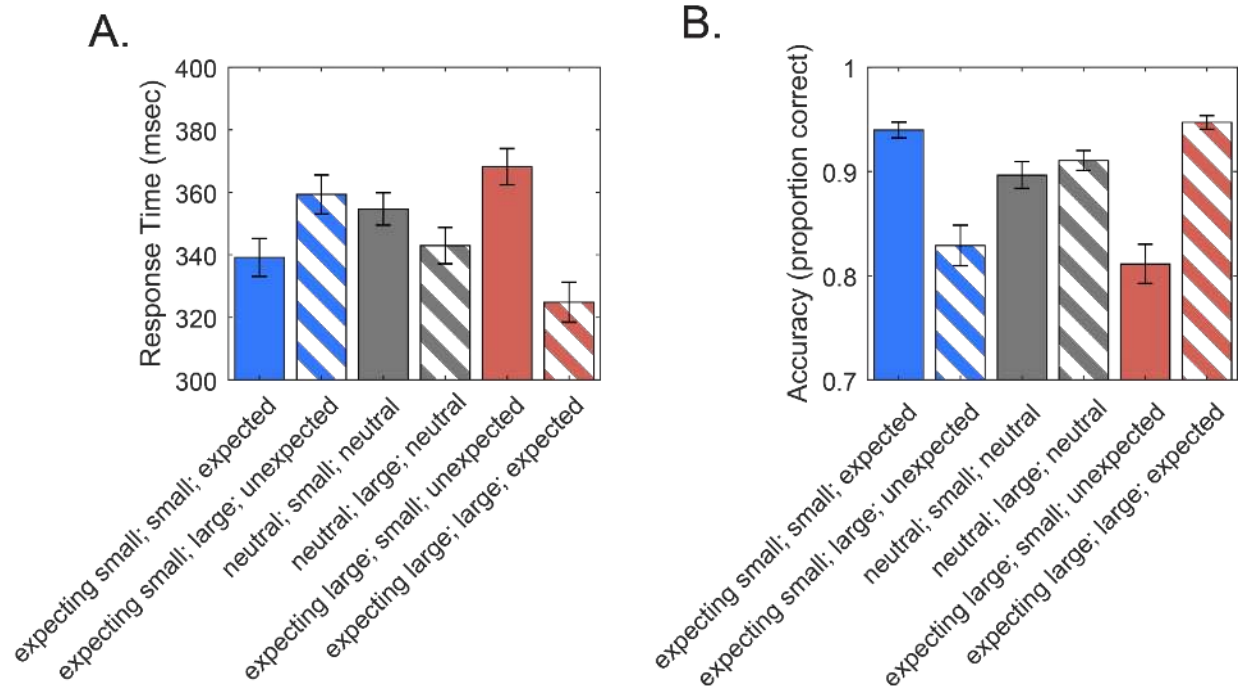 A.
Response Time (msec)
400
380
360
340
320
300
expecting small; small; expected
expecting small; large; unexpected
neutral; small; neutral
neutral; large; neutral
expecting large; small; unexpected
expecting large; large; expected
B.
Accuracy (proportion correct)
1
0.9
0.8
0.7
expecting small; small; expected
expecting small; large; unexpected
neutral; small; neutral
neutral; large; neutral
expecting large; small; unexpected
expecting large; large; expected